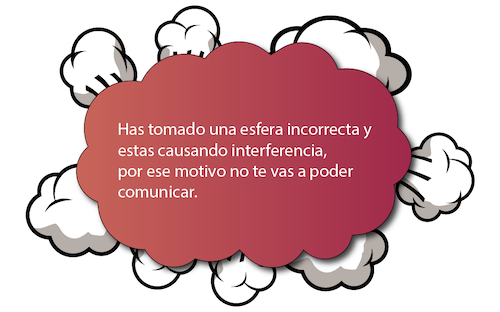 Has tomado una esfera incorrecta y
estas causando interferencia,
por ese motivo no te vas a poder
comunicar.